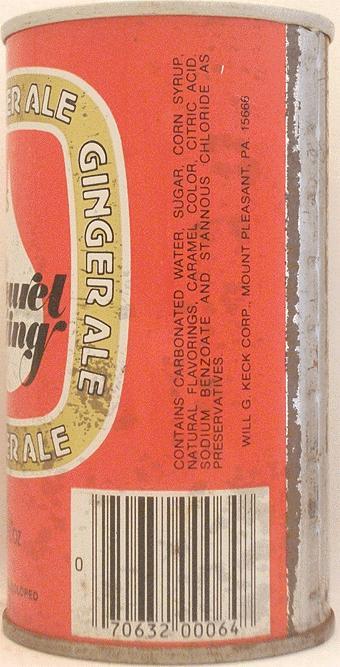 ER ALE
GINGER ALE
ER ALE
CONTAINS CARBONATED WATER, SUGAR, CORN SYRUP,
NATURAL FLAVORINGS, CARAMEL COLOR, CITRIC ACID,
SODIUM BENZOATE AND STANNOUS CHLORIDE AS
PRESERVATIVES
WILL G. KECK CORP., MOUNT PLEASANT, PA. 15666
OZ
0
70632 00064